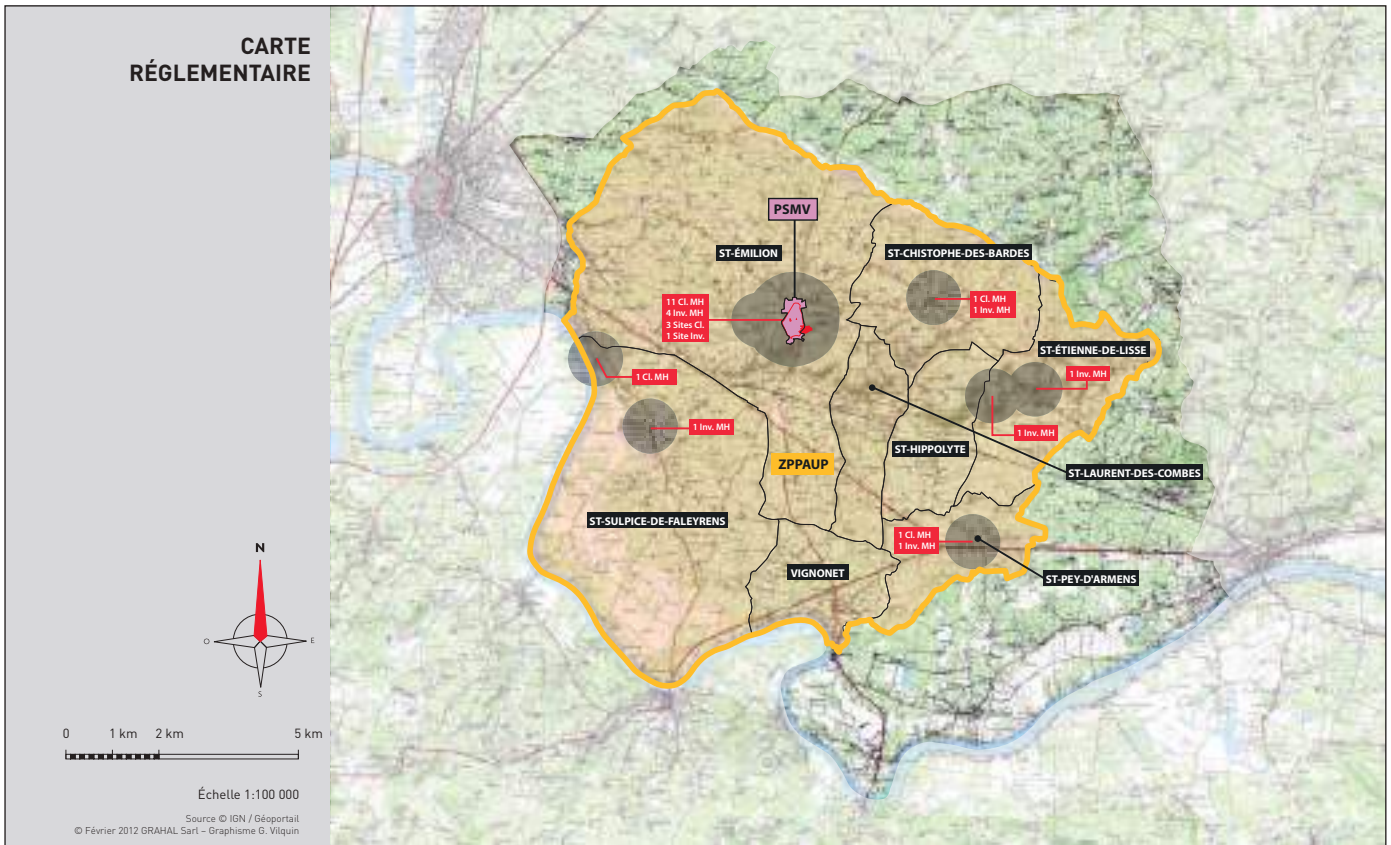 CARTE
RÉGLEMENTAIRE
PSMV
ST-ÉMILION
ST-CHISTOPHE-DES-BARDES
11 Cl. MH
4 Inv. MH
3 Sites Cl.
1 Site Inv.
1 Cl. MH
1 Inv. MH
ST-ÉTIENNE-DE-LISSE
1 Cl. MH
1 Inv. MH
1 Inv. MH
1 Inv. MH
ST-HIPPOLYTE
ZPPAUP
ST-LAURENT-DES-COMBES
ST-SULPICE-DE-FALEYRENS
1 Cl. MH
1 Inv. MH
VIGNONET
ST-PEY-D'ARMENS
N
O
E
S
0 1 km 2 km 5 km
Échelle 1:100 000
Source © IGN / Géoportail
© Février 2012 GRAHAL Sarl – Graphisme G. Vilquin